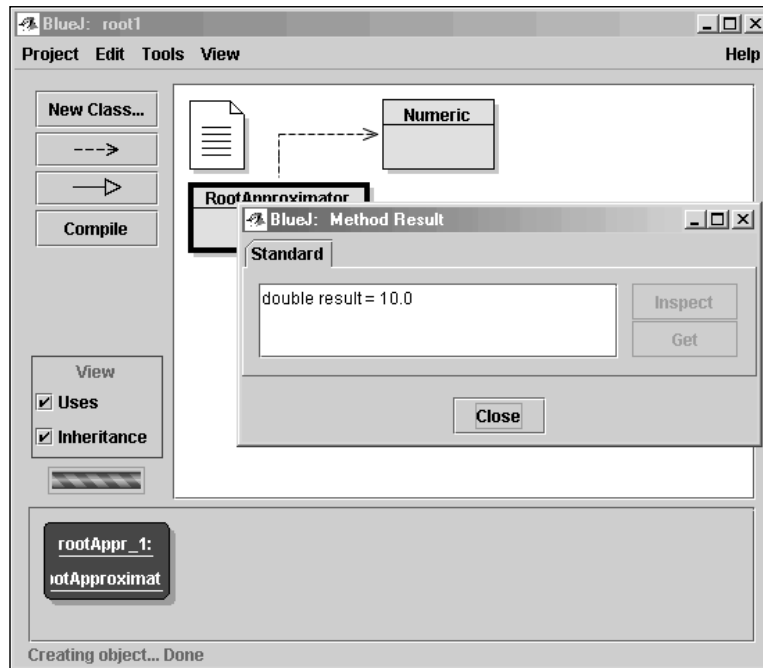 BlueJ: root1
Project Edit Tools View Help
New Class...
Compile
Numeric
RootApproximator
BlueJ: Method Result
Standard
double result = 10.0
Inspect
Get
Close
View
Uses
Inheritance
rootAppr_1:
ootApproximat
Creating object... Done